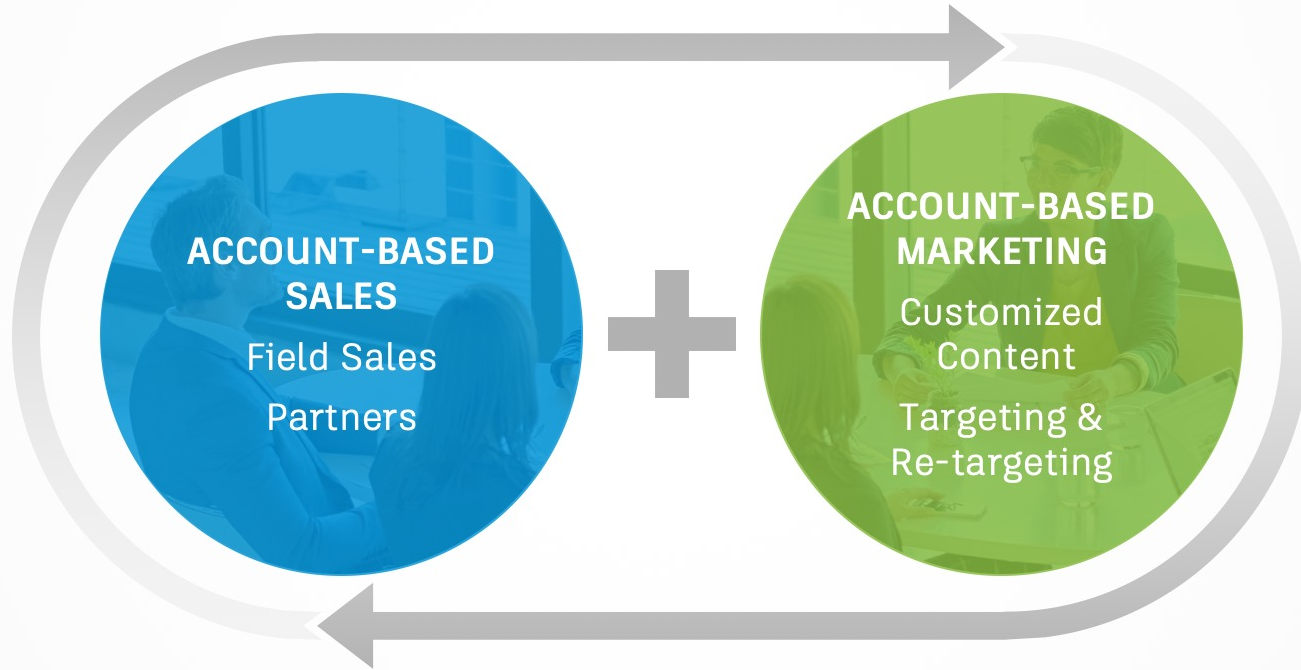 ACCOUNT-BASED
SALES
Field Sales
Partners
ACCOUNT-BASED
MARKETING
Customized
Content
Targeting &
Re-targeting